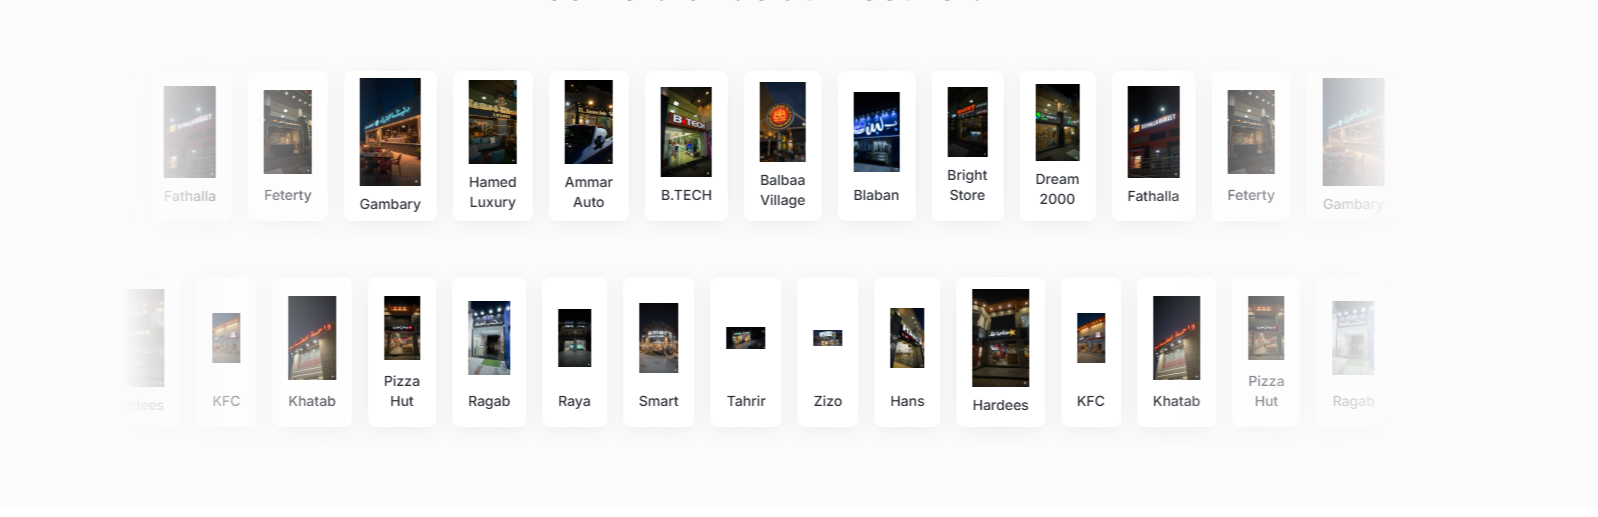 Fathalla
Feterty
Gambary
Hamed
Luxury
Ammar
Auto
B.TECH
B.TECH
Balbaa
Village
Blaban
Bright
Store
Dream
2000
Fathalla
Feterty
Gambary
rdees
KFC
Khatab
Pizza
Hut
Ragab
Raya
Smart
Tahrir
Zizo
Hans
Hardees
KFC
Khatab
Pizza
Hut
Ragab